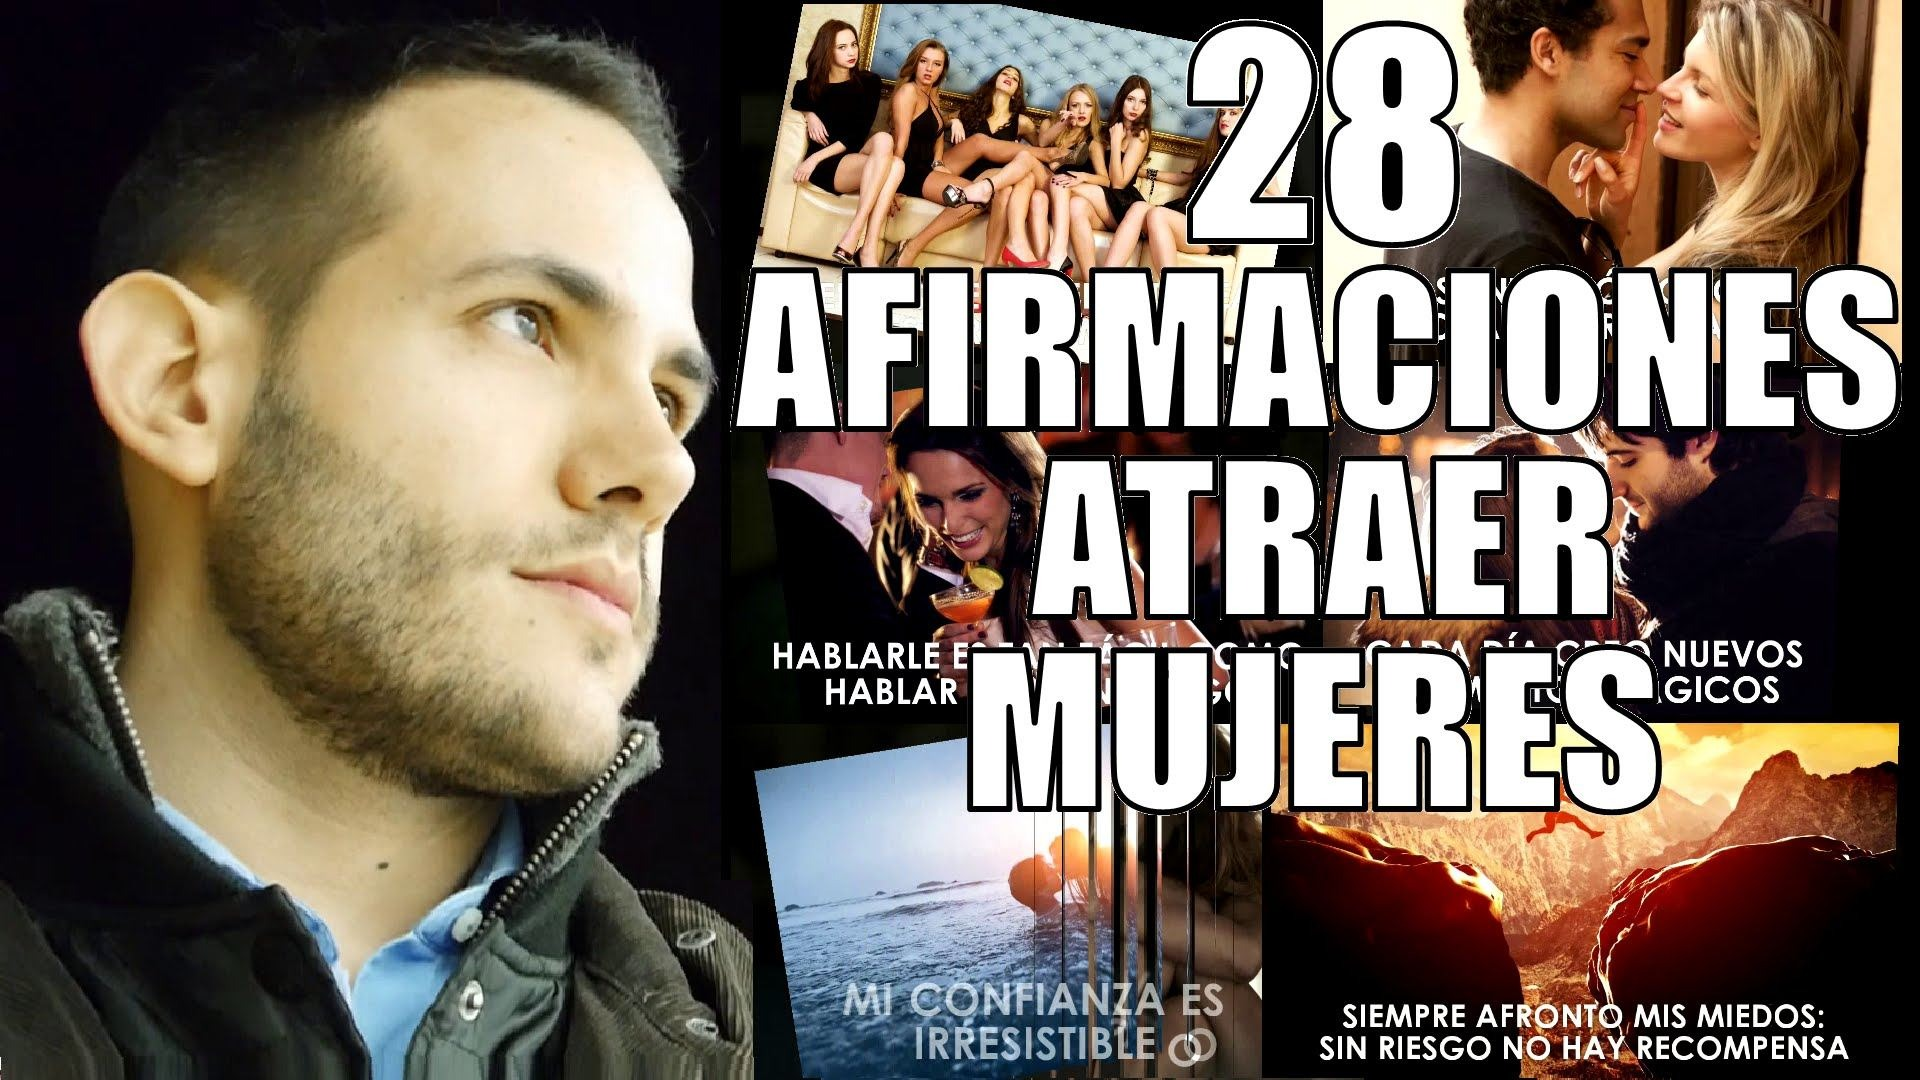 28
AFIRMACIONES
ATRAER
MUJERES
HABLARLE
HABLAR
NUEVOS
MI CONFIANZA ES
IRRESISTIBLE
SIEMPRE AFRONTO MIS MIEDOS:
SIN RIESGO NO HAY RECOMPENSA